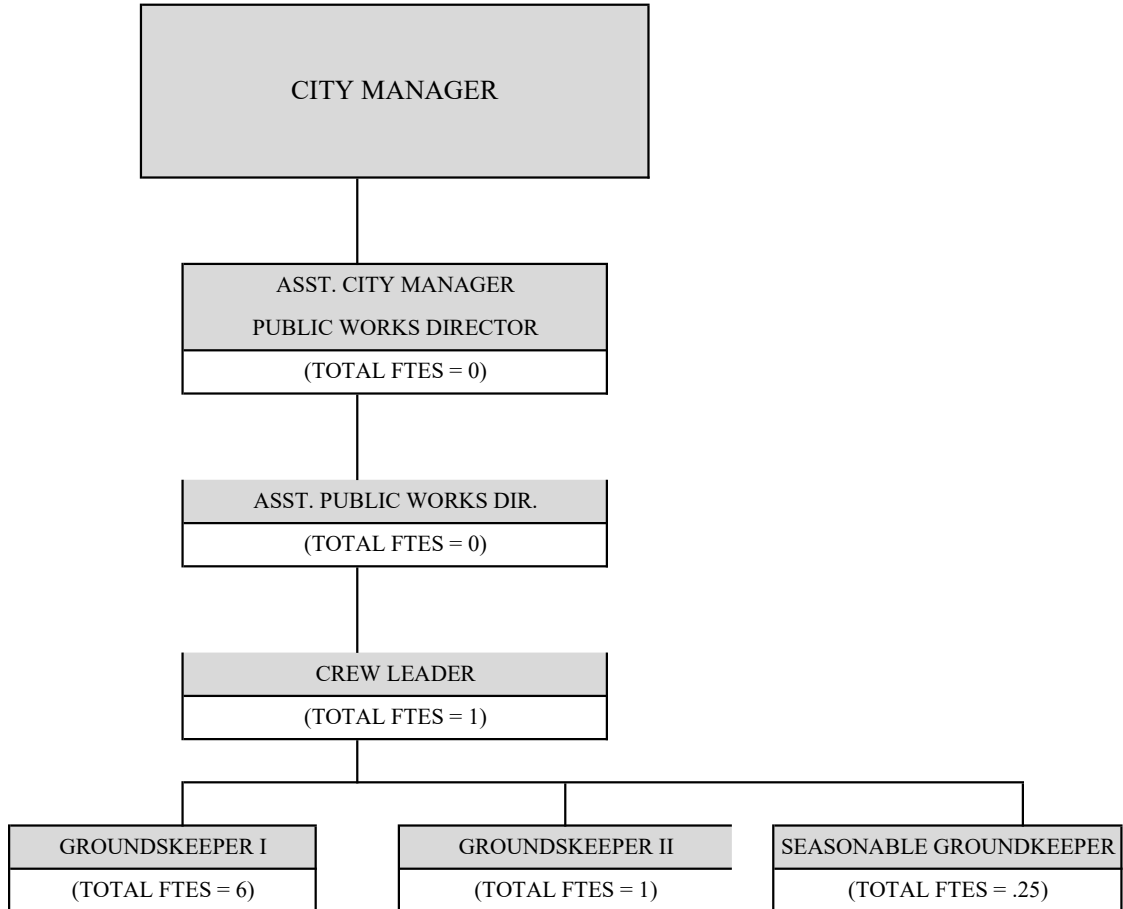 CITY MANAGER
ASST. CITY MANAGER
PUBLIC WORKS DIRECTOR
(TOTAL FTES = 0)
ASST. PUBLIC WORKS DIR.
(TOTAL FTES = 0)
CREW LEADER
(TOTAL FTES = 1)
GROUNDSKEEPER I
(TOTAL FTES = 6)
GROUNDSKEEPER II
(TOTAL FTES = 1)
SEASONABLE GROUNDKEEPER
(TOTAL FTES = .25)